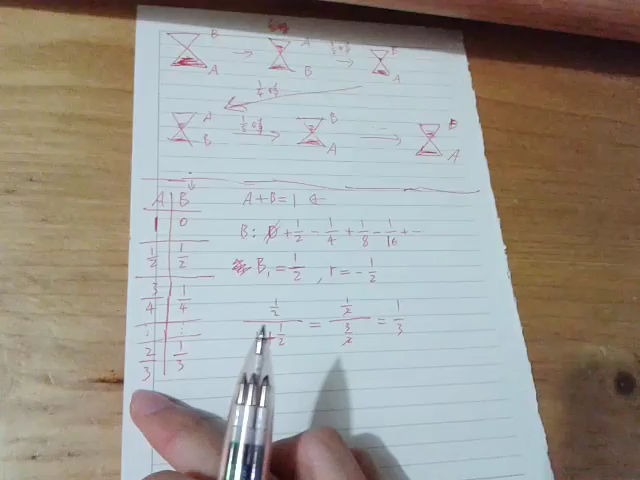 B A B
A B A
1/2 of
A B B
B A A
1/2 of
A B
1 0
1/2 1/2
3/4 1/4
⋮ ⋮
2/3 1/3
A+B=1 ←
B: 0 + 1/2 - 1/4 + 1/8 - 1/16 + -
B₁ = 1/2 , r = - 1/2
1/2 / 1 + 1/2 = 1/2 / 3/2 = 1/3